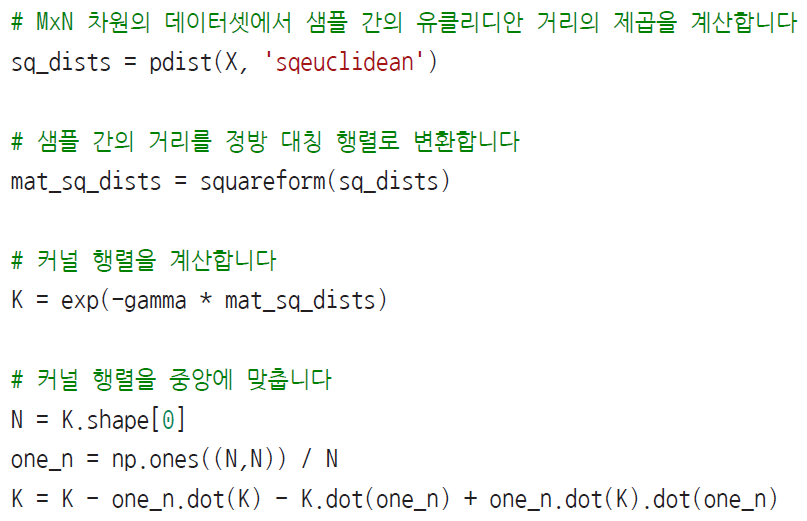 # MxN 차원의 데이터셋에서 샘플 간의 유클리디안 거리의 제곱을 계산합니다
sq_dists = pdist(X, 'sqeuclidean')
# 샘플 간의 거리를 정방 대칭 행렬로 변환합니다
mat_sq_dists = squareform(sq_dists)
# 커널 행렬을 계산합니다
K = exp(-gamma * mat_sq_dists)
# 커널 행렬을 중앙에 맞춥니다
N = K.shape[0]
one_n = np.ones((N,N)) / N
K = K - one_n.dot(K) - K.dot(one_n) + one_n.dot(K).dot(one_n)